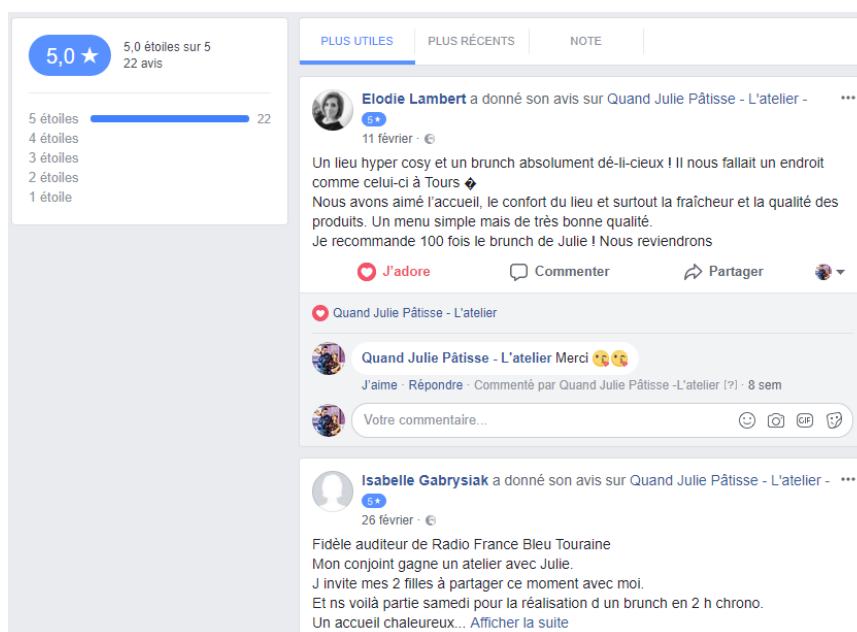 5,0 ★
5,0 étoiles sur 5
22 avis
5 étoiles 22
4 étoiles
3 étoiles
2 étoiles
1 étoile
PLUS UTILES PLUS RÉCENTS NOTE
Elodie Lambert a donné son avis sur Quand Julie Pâtisse - L'atelier - ...
5★
11 février ·
Un lieu hyper cosy et un brunch absolument dé-li-cieux ! Il nous fallait un endroit
comme celui-ci à Tours �
Nous avons aimé l'accueil, le confort du lieu et surtout la fraîcheur et la qualité des
produits. Un menu simple mais de très bonne qualité.
Je recommande 100 fois le brunch de Julie ! Nous reviendrons
J'adore Commenter Partager
Quand Julie Pâtisse - L'atelier
Quand Julie Pâtisse - L'atelier Merci 😘😘
J'aime · Répondre · Commenté par Quand Julie Pâtisse -L'atelier [?] · 8 sem
Votre commentaire... GIF
Isabelle Gabrysiak a donné son avis sur Quand Julie Pâtisse - L'atelier - ...
5★
26 février ·
Fidèle auditeur de Radio France Bleu Touraine
Mon conjoint gagne un atelier avec Julie.
J invite mes 2 filles à partager ce moment avec moi.
Et ns voilà partie samedi pour la réalisation d un brunch en 2 h chrono.
Un accueil chaleureux... Afficher la suite